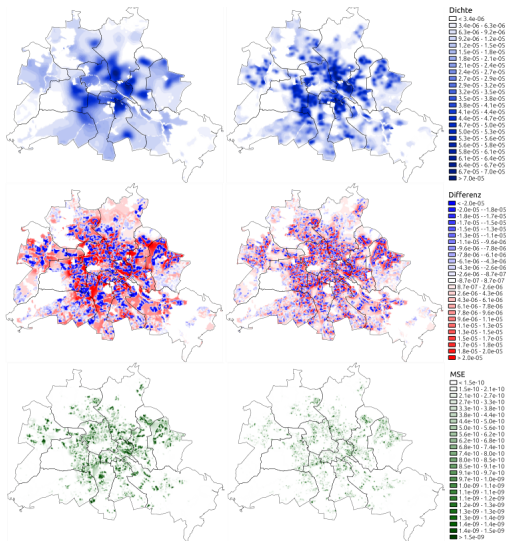 Dichte
< 3.4e-06
3.4e-06 - 6.3e-06
6.3e-06 - 9.2e-06
9.2e-06 - 1.2e-05
1.2e-05 - 1.5e-05
1.5e-05 - 1.8e-05
1.8e-05 - 2.1e-05
2.1e-05 - 2.4e-05
2.4e-05 - 2.7e-05
2.7e-05 - 2.9e-05
2.9e-05 - 3.2e-05
3.2e-05 - 3.5e-05
3.5e-05 - 3.8e-05
3.8e-05 - 4.1e-05
4.1e-05 - 4.4e-05
4.4e-05 - 4.7e-05
4.7e-05 - 5.0e-05
5.0e-05 - 5.3e-05
5.3e-05 - 5.6e-05
5.6e-05 - 5.8e-05
5.8e-05 - 6.1e-05
6.1e-05 - 6.4e-05
6.4e-05 - 6.7e-05
6.7e-05 - 7.0e-05
> 7.0e-05
Differenz
< -2.0e-05
-2.0e-05 - -1.8e-05
-1.8e-05 - -1.7e-05
-1.7e-05 - -1.5e-05
-1.5e-05 - -1.3e-05
-1.3e-05 - -1.1e-05
-1.1e-05 - -9.6e-06
-9.6e-06 - -7.8e-06
-7.8e-06 - -6.1e-06
-6.1e-06 - -4.3e-06
-4.3e-06 - -2.6e-06
-2.6e-06 - -8.7e-07
-8.7e-07 - 8.7e-07
8.7e-07 - 2.6e-06
2.6e-06 - 4.3e-06
4.3e-06 - 6.1e-06
6.1e-06 - 7.8e-06
7.8e-06 - 9.6e-06
9.6e-06 - 1.1e-05
1.1e-05 - 1.3e-05
1.3e-05 - 1.5e-05
1.5e-05 - 1.7e-05
1.7e-05 - 1.8e-05
1.8e-05 - 2.0e-05
> 2.0e-05
MSE
< 1.5e-10
1.5e-10 - 2.1e-10
2.1e-10 - 2.7e-10
2.7e-10 - 3.3e-10
3.3e-10 - 3.8e-10
3.8e-10 - 4.4e-10
4.4e-10 - 5.0e-10
5.0e-10 - 5.6e-10
5.6e-10 - 6.2e-10
6.2e-10 - 6.8e-10
6.8e-10 - 7.4e-10
7.4e-10 - 8.0e-10
8.0e-10 - 8.5e-10
8.5e-10 - 9.1e-10
9.1e-10 - 9.7e-10
9.7e-10 - 1.0e-09
1.0e-09 - 1.1e-09
1.1e-09 - 1.1e-09
1.1e-09 - 1.2e-09
1.2e-09 - 1.3e-09
1.3e-09 - 1.3e-09
1.3e-09 - 1.4e-09
1.4e-09 - 1.4e-09
1.4e-09 - 1.5e-09
> 1.5e-09